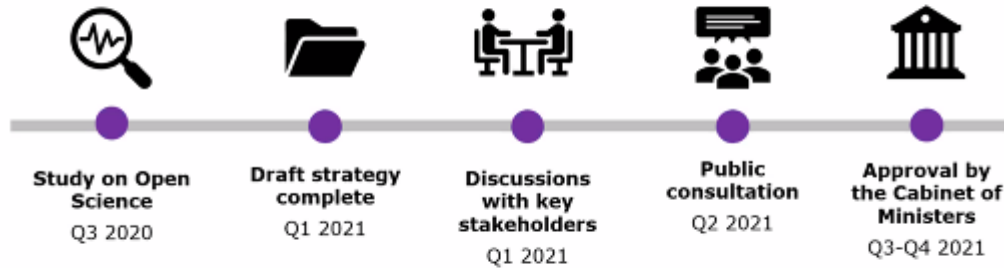 Study on Open
Science
Q3 2020
Draft strategy
complete
Q1 2021
Discussions
with key
stakeholders
Q1 2021
Public
consultation
Q2 2021
Approval by
the Cabinet of
Ministers
Q3-Q4 2021